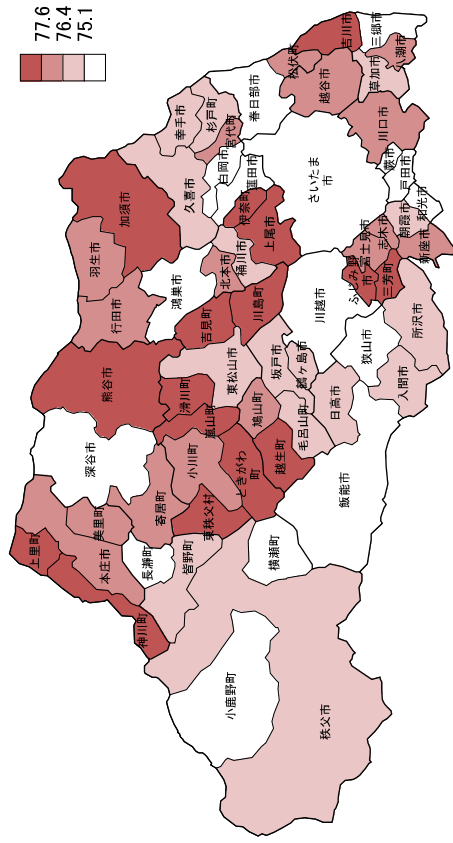 77.6
76.4
75.1
上里町
神川町
本庄市
美里町
深谷市
寄居町
長瀞町
皆野町
小鹿野町
秩父市
横瀬町
東秩父村
小川町
ときがわ
町
嵐山町
滑川町
熊谷市
行田市
羽生市
加須市
鴻巣市
吉見町
東松山市
鳩山町
越生町
毛呂山町
坂戸市
鶴ヶ島市
日高市
飯能市
川島町
北本市
桶川市
久喜市
幸手市
杉戸町
宮代町
白岡市
蓮田市
伊奈町
上尾市
春日部市
さいたま
市
川越市
狭山市
入間市
所沢市
ふじみ野
市
三芳町
富士見市
志木市
新座市
朝霞市
和光市
戸田市
蕨市
川口市
越谷市
松伏町
吉川市
三郷市
八潮市
草加市